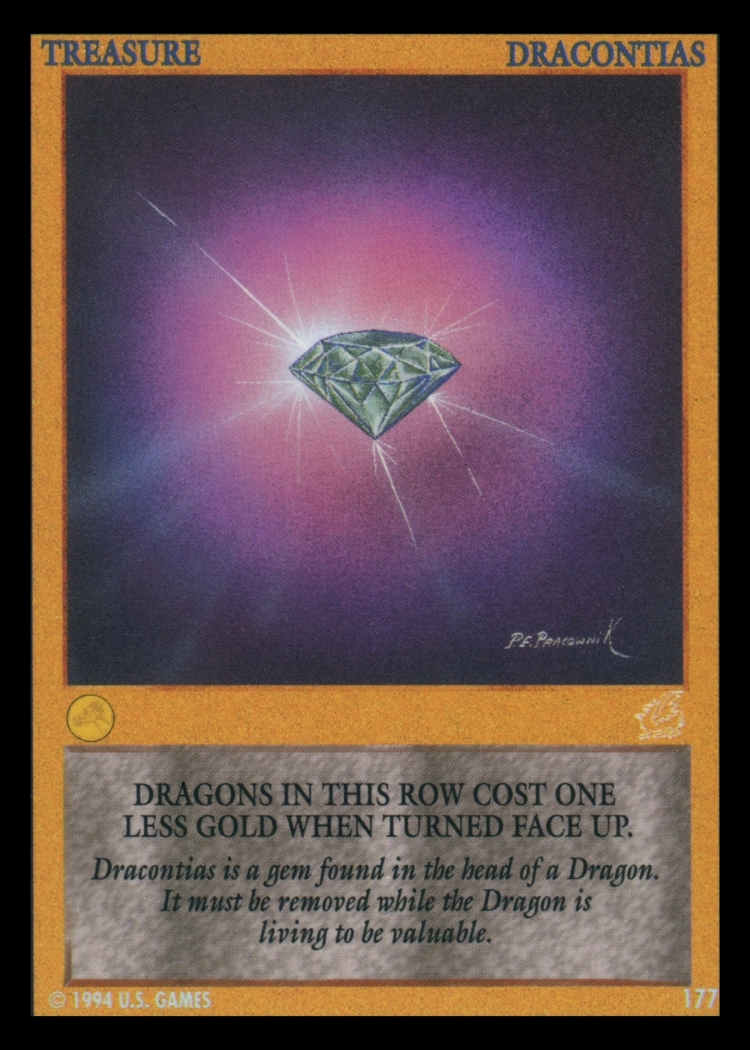 TREASURE DRACONTIAS
P.E. PRACOWNIK
DRAGONS IN THIS ROW COST ONE
LESS GOLD WHEN TURNED FACE UP.
Dracontias is a gem found in the head of a Dragon.
It must be removed while the Dragon is
living to be valuable.
© 1994 U.S. GAMES 177